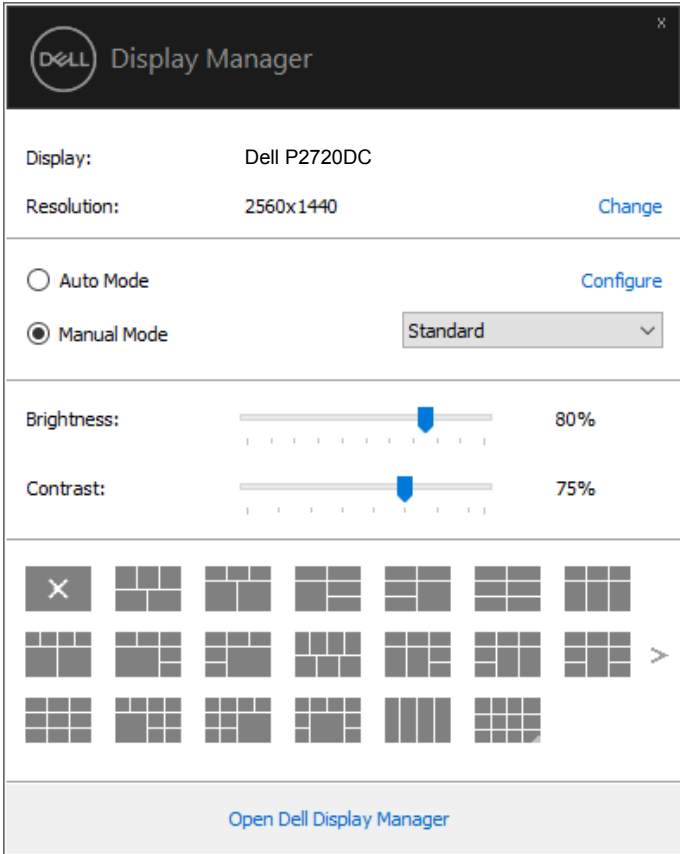 x
DELL Display Manager
Display: Dell P2720DC
Resolution: 2560x1440 Change
Auto Mode Configure
Manual Mode Standard
Brightness: 80%
Contrast: 75%
Open Dell Display Manager